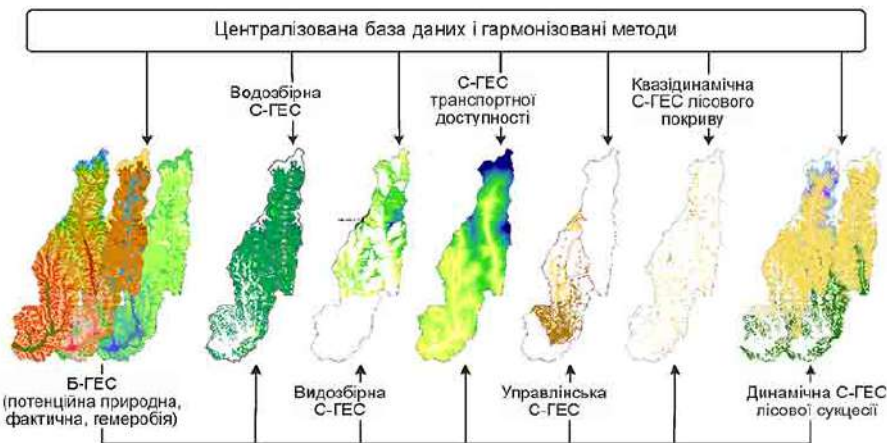 Централізована база даних і гармонізовані методи
Водозбірна
С-ГЕС
С-ГЕС
транспортної
доступності
Квазідинамічна
С-ГЕС лісового
покриву
Б-ГЕС
(потенційна природна,
фактична, гемеробія)
Видозбірна
С-ГЕС
Управлінська
С-ГЕС
Динамічна С-ГЕС
лісової сукцесії